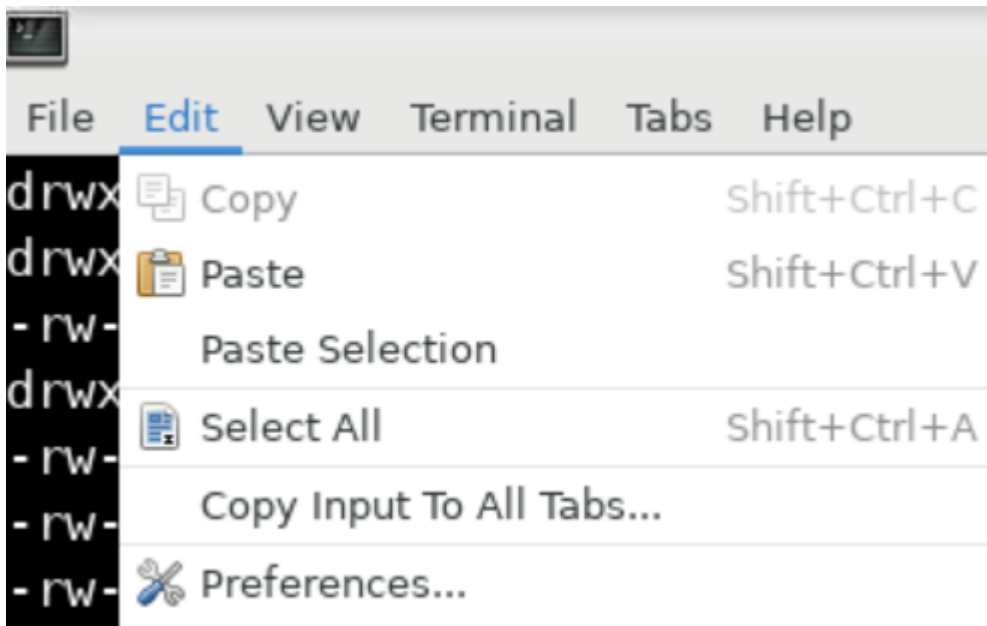 File Edit View Terminal Tabs Help
drwx Copy Shift+Ctrl+C
drwx Paste Shift+Ctrl+V
-rw- Paste Selection
drwx
-rw- Select All Shift+Ctrl+A
-rw- Copy Input To All Tabs...
-rw- Preferences...